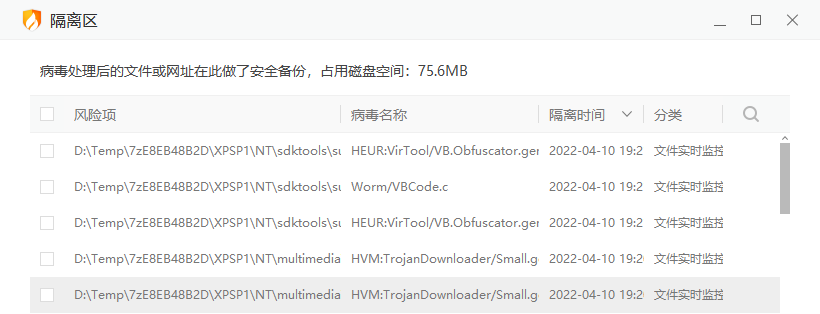 隔离区
病毒处理后的文件或网址在此做了安全备份，占用磁盘空间：75.6MB
风险项 病毒名称 隔离时间 分类
D:\Temp\7zE8EB48B2D\XPSP1\NT\sdktools\su HEUR:VirTool/VB.Obfuscator.ger 2022-04-10 19:2 文件实时监控
D:\Temp\7zE8EB48B2D\XPSP1\NT\sdktools\su Worm/VBCode.c 2022-04-10 19:2 文件实时监控
D:\Temp\7zE8EB48B2D\XPSP1\NT\sdktools\su HEUR:VirTool/VB.Obfuscator.ger 2022-04-10 19:2 文件实时监控
D:\Temp\7zE8EB48B2D\XPSP1\NT\multimedia HVM:TrojanDownloader/Small.g 2022-04-10 19:2 文件实时监控
D:\Temp\7zE8EB48B2D\XPSP1\NT\multimedia HVM:TrojanDownloader/Small.g 2022-04-10 19:2 文件实时监控